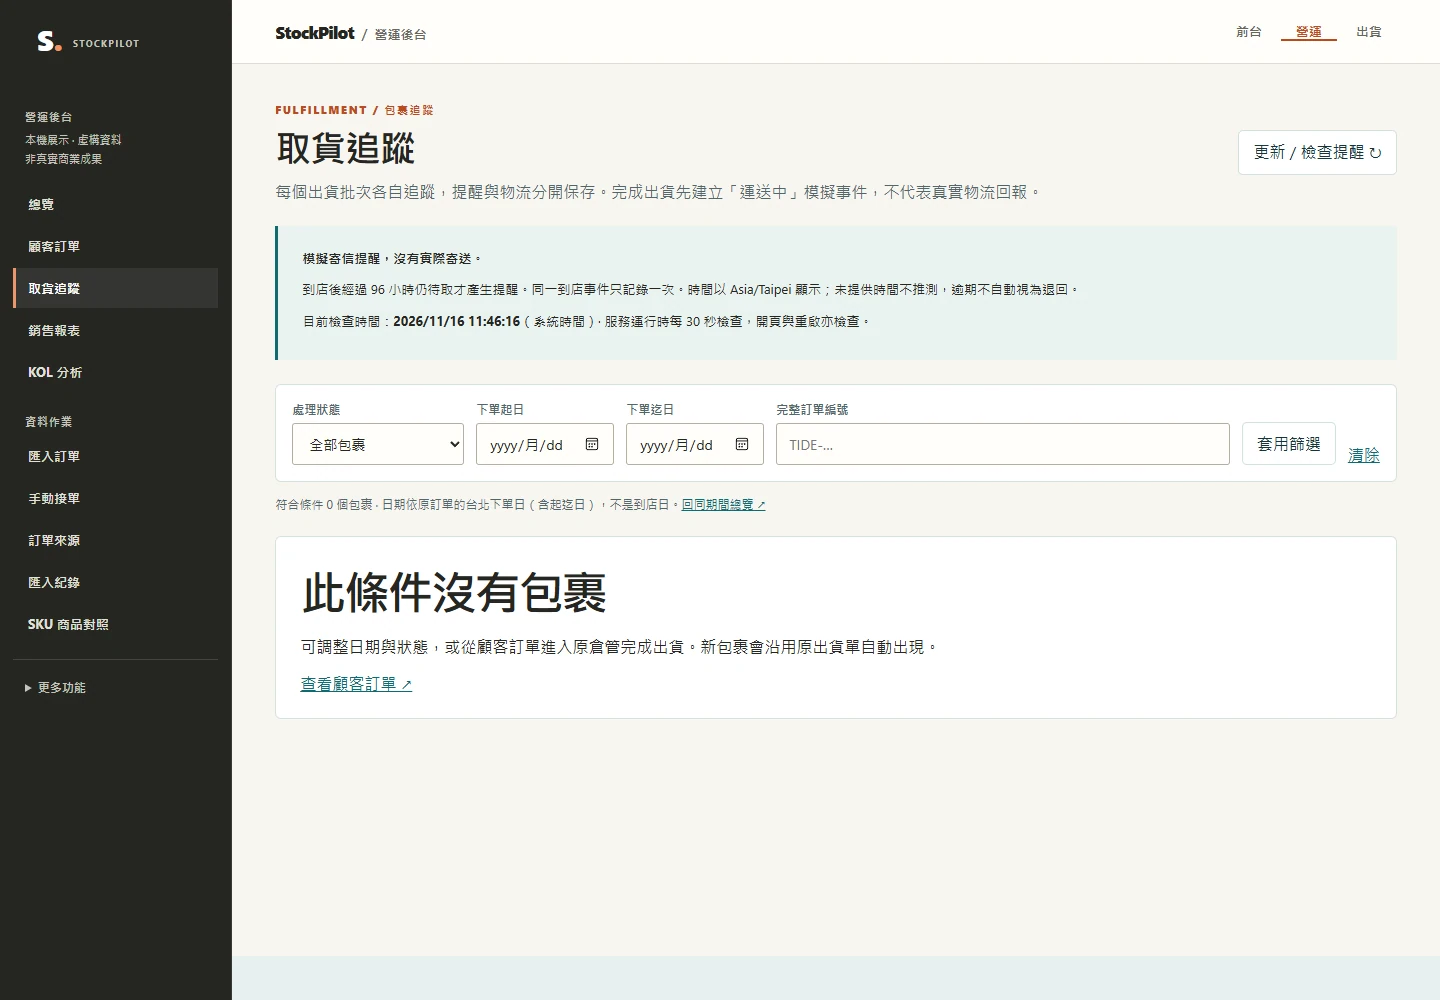 S. STOCKPILOT
營運後台
本機展示 · 虛構資料
非真實商業成果
總覽
顧客訂單
取貨追蹤
銷售報表
KOL 分析
資料作業
匯入訂單
手動接單
訂單來源
匯入紀錄
SKU 商品對照
▶ 更多功能
StockPilot / 營運後台
前台 營運 出貨
FULFILLMENT / 包裹追蹤
取貨追蹤
更新 / 檢查提醒 ↻
每個出貨批次各自追蹤，提醒與物流分開保存。完成出貨先建立「運送中」模擬事件，不代表真實物流回報。
模擬寄信提醒，沒有實際寄送。
到店後經過 96 小時仍待取才產生提醒。同一到店事件只記錄一次。時間以 Asia/Taipei 顯示；未提供時間不推測，逾期不自動視為退回。
目前檢查時間：2026/11/16 11:46:16（系統時間）· 服務運行時每 30 秒檢查，開頁與重啟亦檢查。
處理狀態 下單起日 下單迄日 完整訂單編號
全部包裹 yyyy/月/dd yyyy/月/dd TIDE-... 套用篩選 清除
符合條件 0 個包裹 · 日期依原訂單的台北下單日（含起迄日），不是到店日。回同期間總覽 ↗
此條件沒有包裹
可調整日期與狀態，或從顧客訂單進入原倉管完成出貨。新包裹會沿用原出貨單自動出現。
查看顧客訂單 ↗